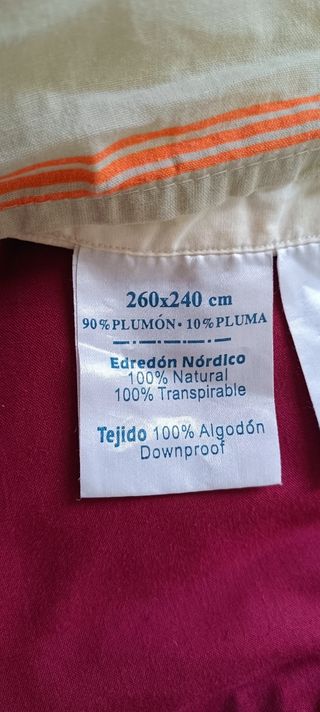 260x240 cm
90% PLUMÓN · 10% PLUMA
Edredón Nórdico
100% Natural
100% Transpirable
Tejido 100% Algodón
Downproof